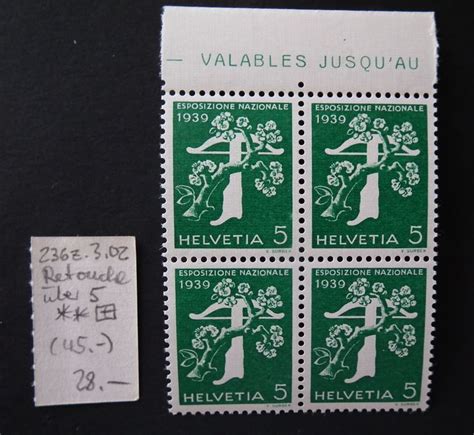 — VALABLES JUSQU'AU
ESPOSIZIONE NAZIONALE
1939
HELVETIA 5
ESPOSIZIONE NAZIONALE
1939
HELVETIA 5
ESPOSIZIONE NAZIONALE
1939
HELVETIA 5
ESPOSIZIONE NAZIONALE
1939
HELVETIA 5
236z.3.02
Retouche
über 5
**⊞
(45.-)
28.—